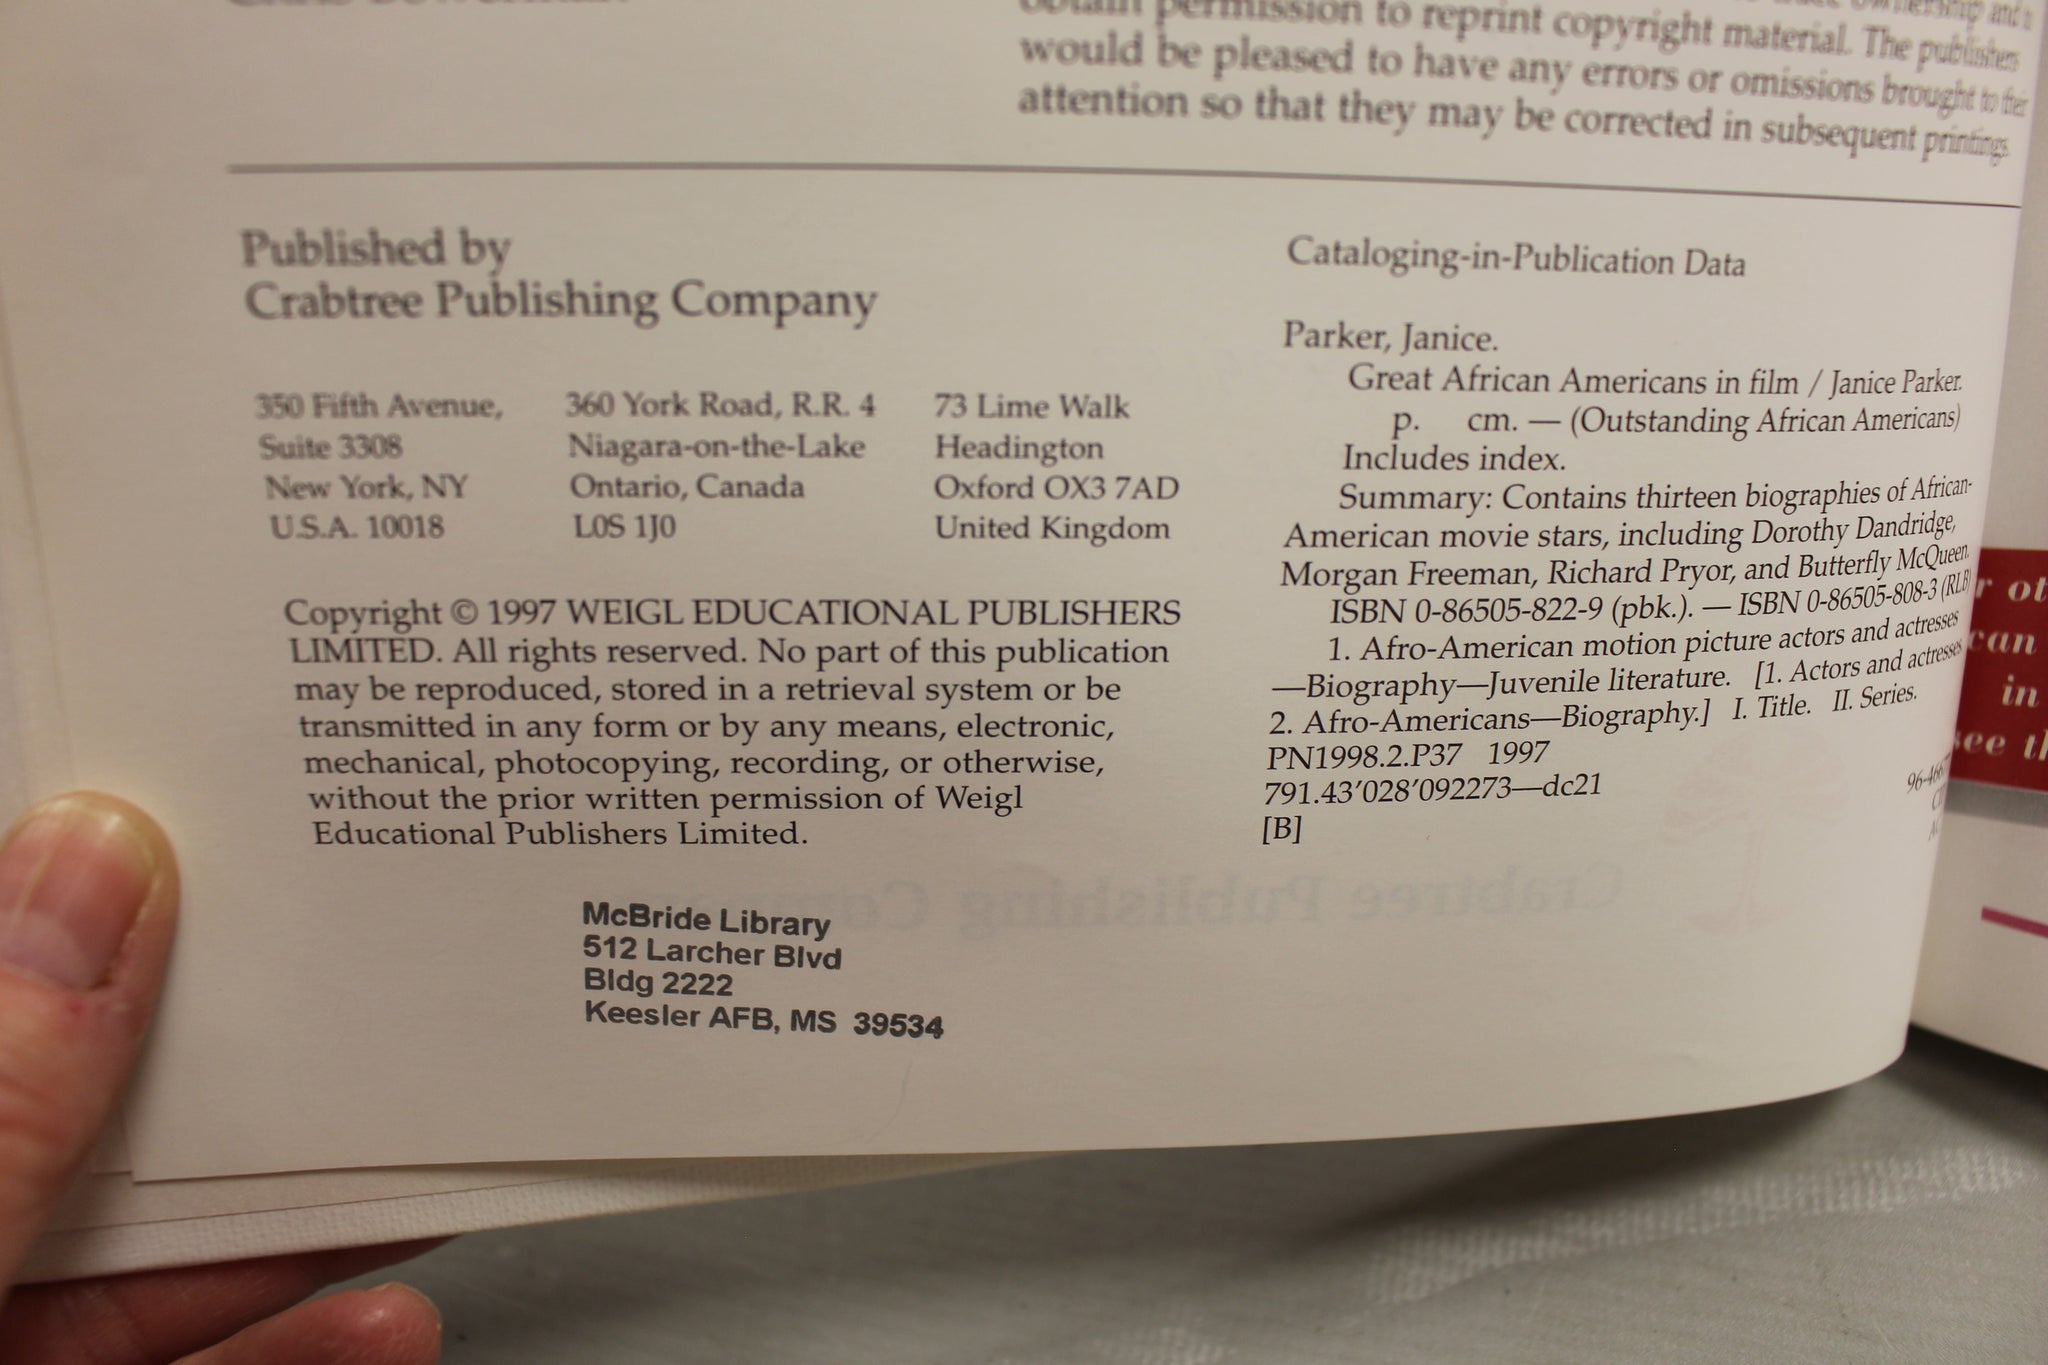 obtain permission to reprint copyright material. The publishers
would be pleased to have any errors or omissions brought to their
attention so that they may be corrected in subsequent printings.
Published by
Crabtree Publishing Company
350 Fifth Avenue,
Suite 3308
New York, NY
U.S.A. 10018
360 York Road, R.R. 4
Niagara-on-the-Lake
Ontario, Canada
L0S 1J0
73 Lime Walk
Headington
Oxford OX3 7AD
United Kingdom
Copyright © 1997 WEIGL EDUCATIONAL PUBLISHERS
LIMITED. All rights reserved. No part of this publication
may be reproduced, stored in a retrieval system or be
transmitted in any form or by any means, electronic,
mechanical, photocopying, recording, or otherwise,
without the prior written permission of Weigl
Educational Publishers Limited.
McBride Library
512 Larcher Blvd
Bldg 2222
Keesler AFB, MS 39534
Cataloging-in-Publication Data
Parker, Janice.
Great African Americans in film / Janice Parker.
p. cm. — (Outstanding African Americans)
Includes index.
Summary: Contains thirteen biographies of African-
American movie stars, including Dorothy Dandridge,
Morgan Freeman, Richard Pryor, and Butterfly McQueen.
ISBN 0-86505-822-9 (pbk.). — ISBN 0-86505-808-3 (RLB)
1. Afro-American motion picture actors and actresses
—Biography—Juvenile literature. [1. Actors and actresses
2. Afro-Americans—Biography.] I. Title. II. Series.
PN1998.2.P37 1997
791.43'028'092273—dc21
[B]
in